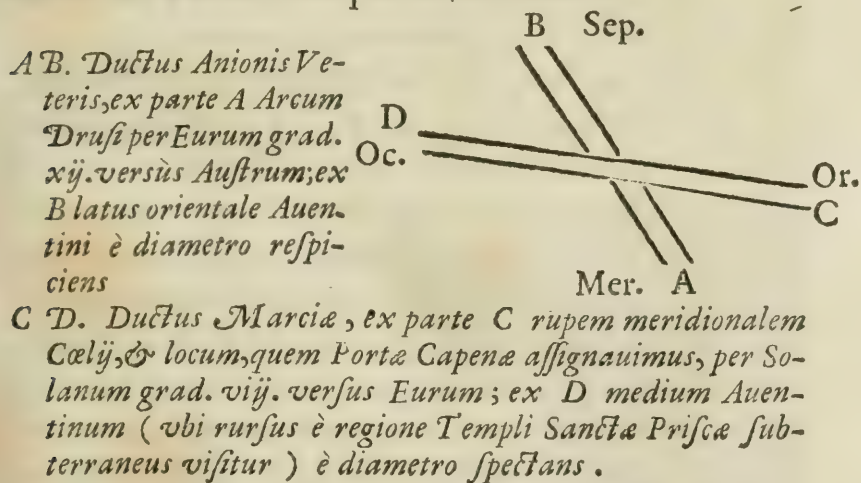 B Sep.
A B. Ductus Anionis Ve-
teris, ex parte A Arcum
Drusi per Eurum grad.
xij. versùs Austrum; ex
B latus orientale Auen-
tini è diametro respi-
ciens
D
Oc.
Or.
C
Mer. A
C D. Ductus Marciæ, ex parte C rupem meridionalem
Cœlij, & locum, quem Portæ Capenæ assignauimus, per So-
lanum grad. vij. versus Eurum; ex D medium Auen-
tinum ( vbi rursus è regione Templi Sanctæ Priscæ sub-
terraneus visitur ) è diametro spectans .